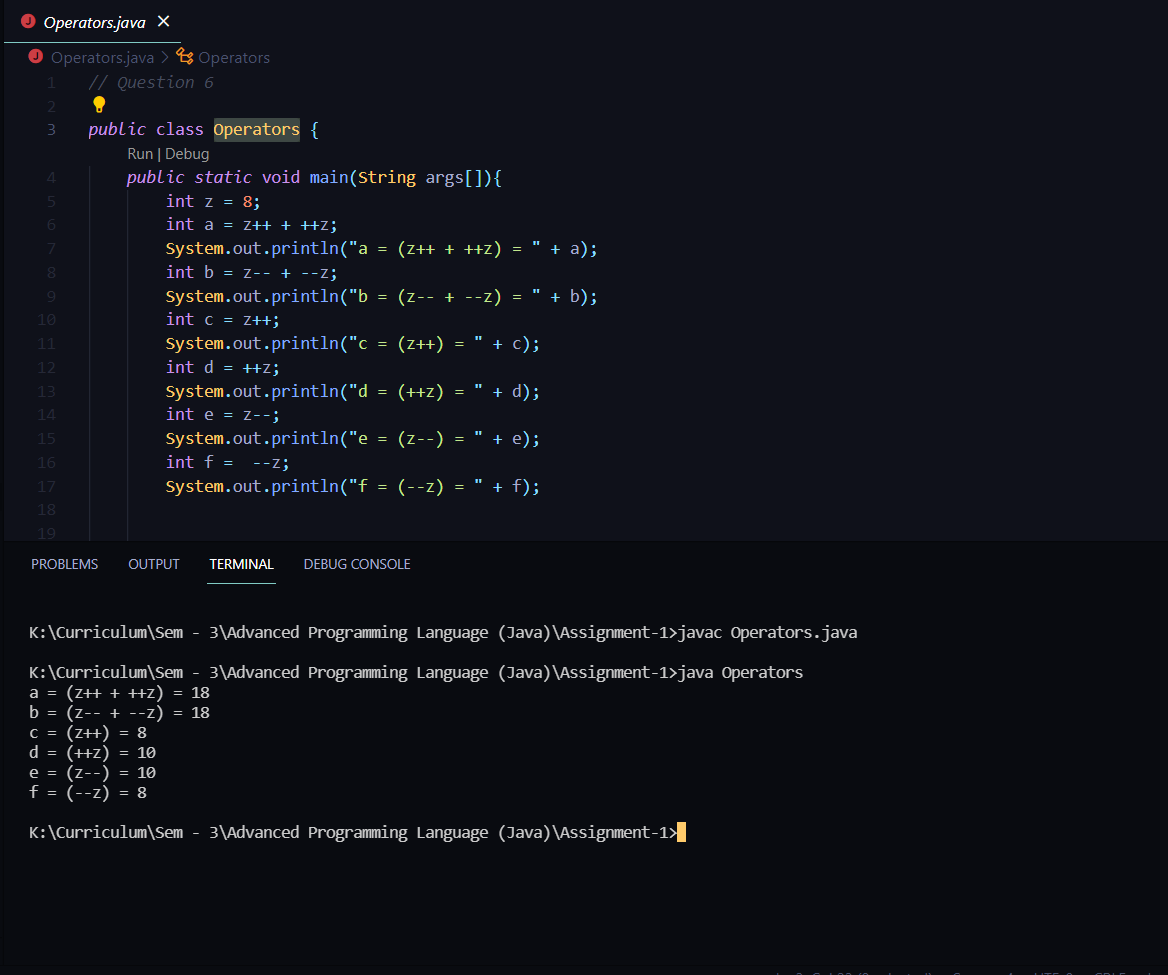 Operators.java ✕
Operators.java > Operators
1 // Question 6
2
3 public class Operators {
Run | Debug
4 public static void main(String args[]){
5 int z = 8;
6 int a = z++ + ++z;
7 System.out.println("a = (z++ + ++z) = " + a);
8 int b = z-- + --z;
9 System.out.println("b = (z-- + --z) = " + b);
10 int c = z++;
11 System.out.println("c = (z++) = " + c);
12 int d = ++z;
13 System.out.println("d = (++z) = " + d);
14 int e = z--;
15 System.out.println("e = (z--) = " + e);
16 int f =  --z;
17 System.out.println("f = (--z) = " + f);
18
19
PROBLEMS OUTPUT TERMINAL DEBUG CONSOLE
K:\Curriculum\Sem - 3\Advanced Programming Language (Java)\Assignment-1>javac Operators.java
K:\Curriculum\Sem - 3\Advanced Programming Language (Java)\Assignment-1>java Operators
a = (z++ + ++z) = 18
b = (z-- + --z) = 18
c = (z++) = 8
d = (++z) = 10
e = (z--) = 10
f = (--z) = 8
K:\Curriculum\Sem - 3\Advanced Programming Language (Java)\Assignment-1>